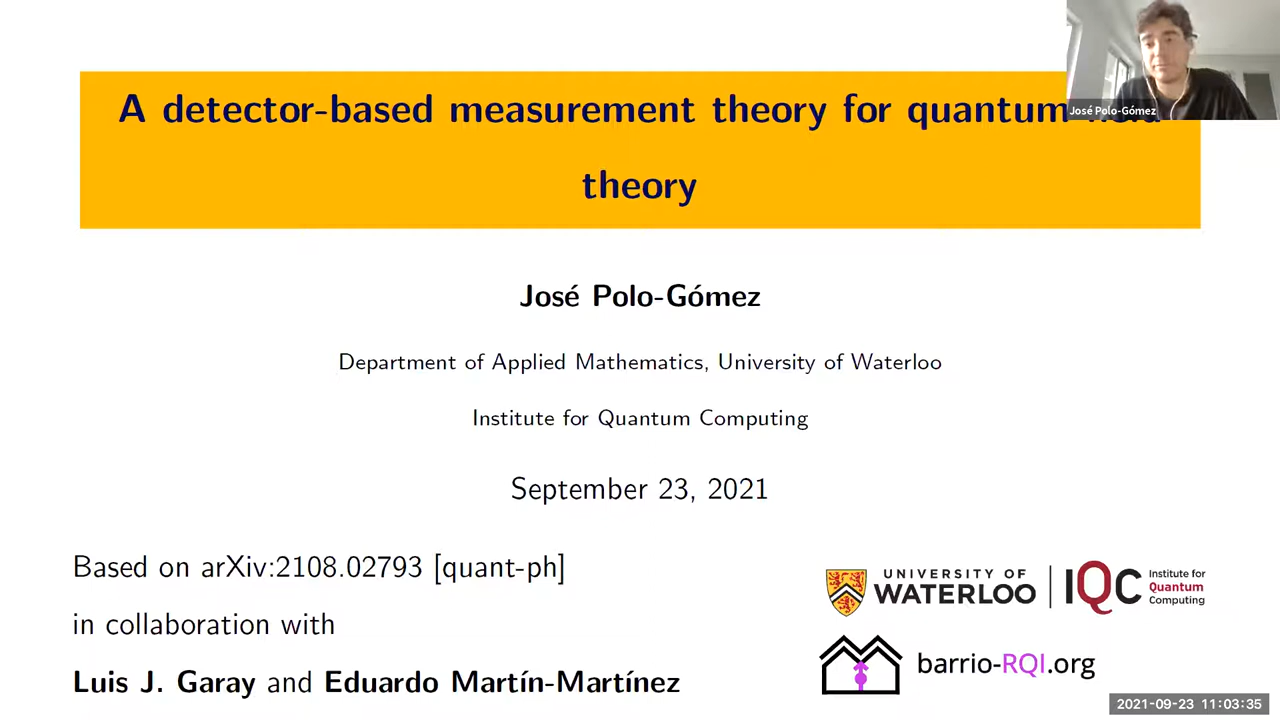 A detector-based measurement theory for quantum
theory
José Polo-Gómez
José Polo-Gómez
Department of Applied Mathematics, University of Waterloo
Institute for Quantum Computing
September 23, 2021
Based on arXiv:2108.02793 [quant-ph]
in collaboration with
Luis J. Garay and Eduardo Martín-Martínez
UNIVERSITY OF
WATERLOO
IQC
Institute for
Quantum
Computing
barrio-RQI.org
2021-09-23 11:03:35